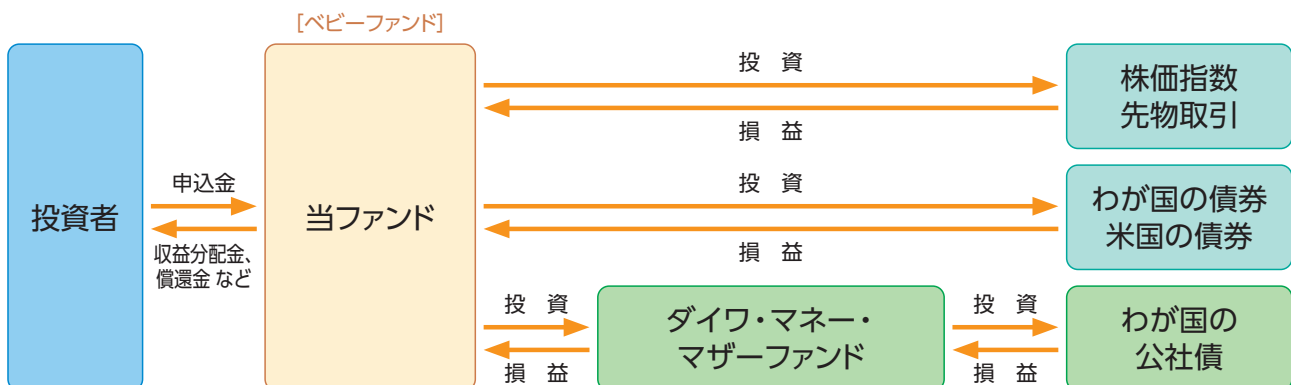 [ベビーファンド]
投資者
申込金
収益分配金、
償還金 など
当ファンド
投 資
損 益
株価指数
先物取引
投 資
損 益
わが国の債券
米国の債券
投 資
損 益
ダイワ・マネー・
マザーファンド
投 資
損 益
わが国の
公社債